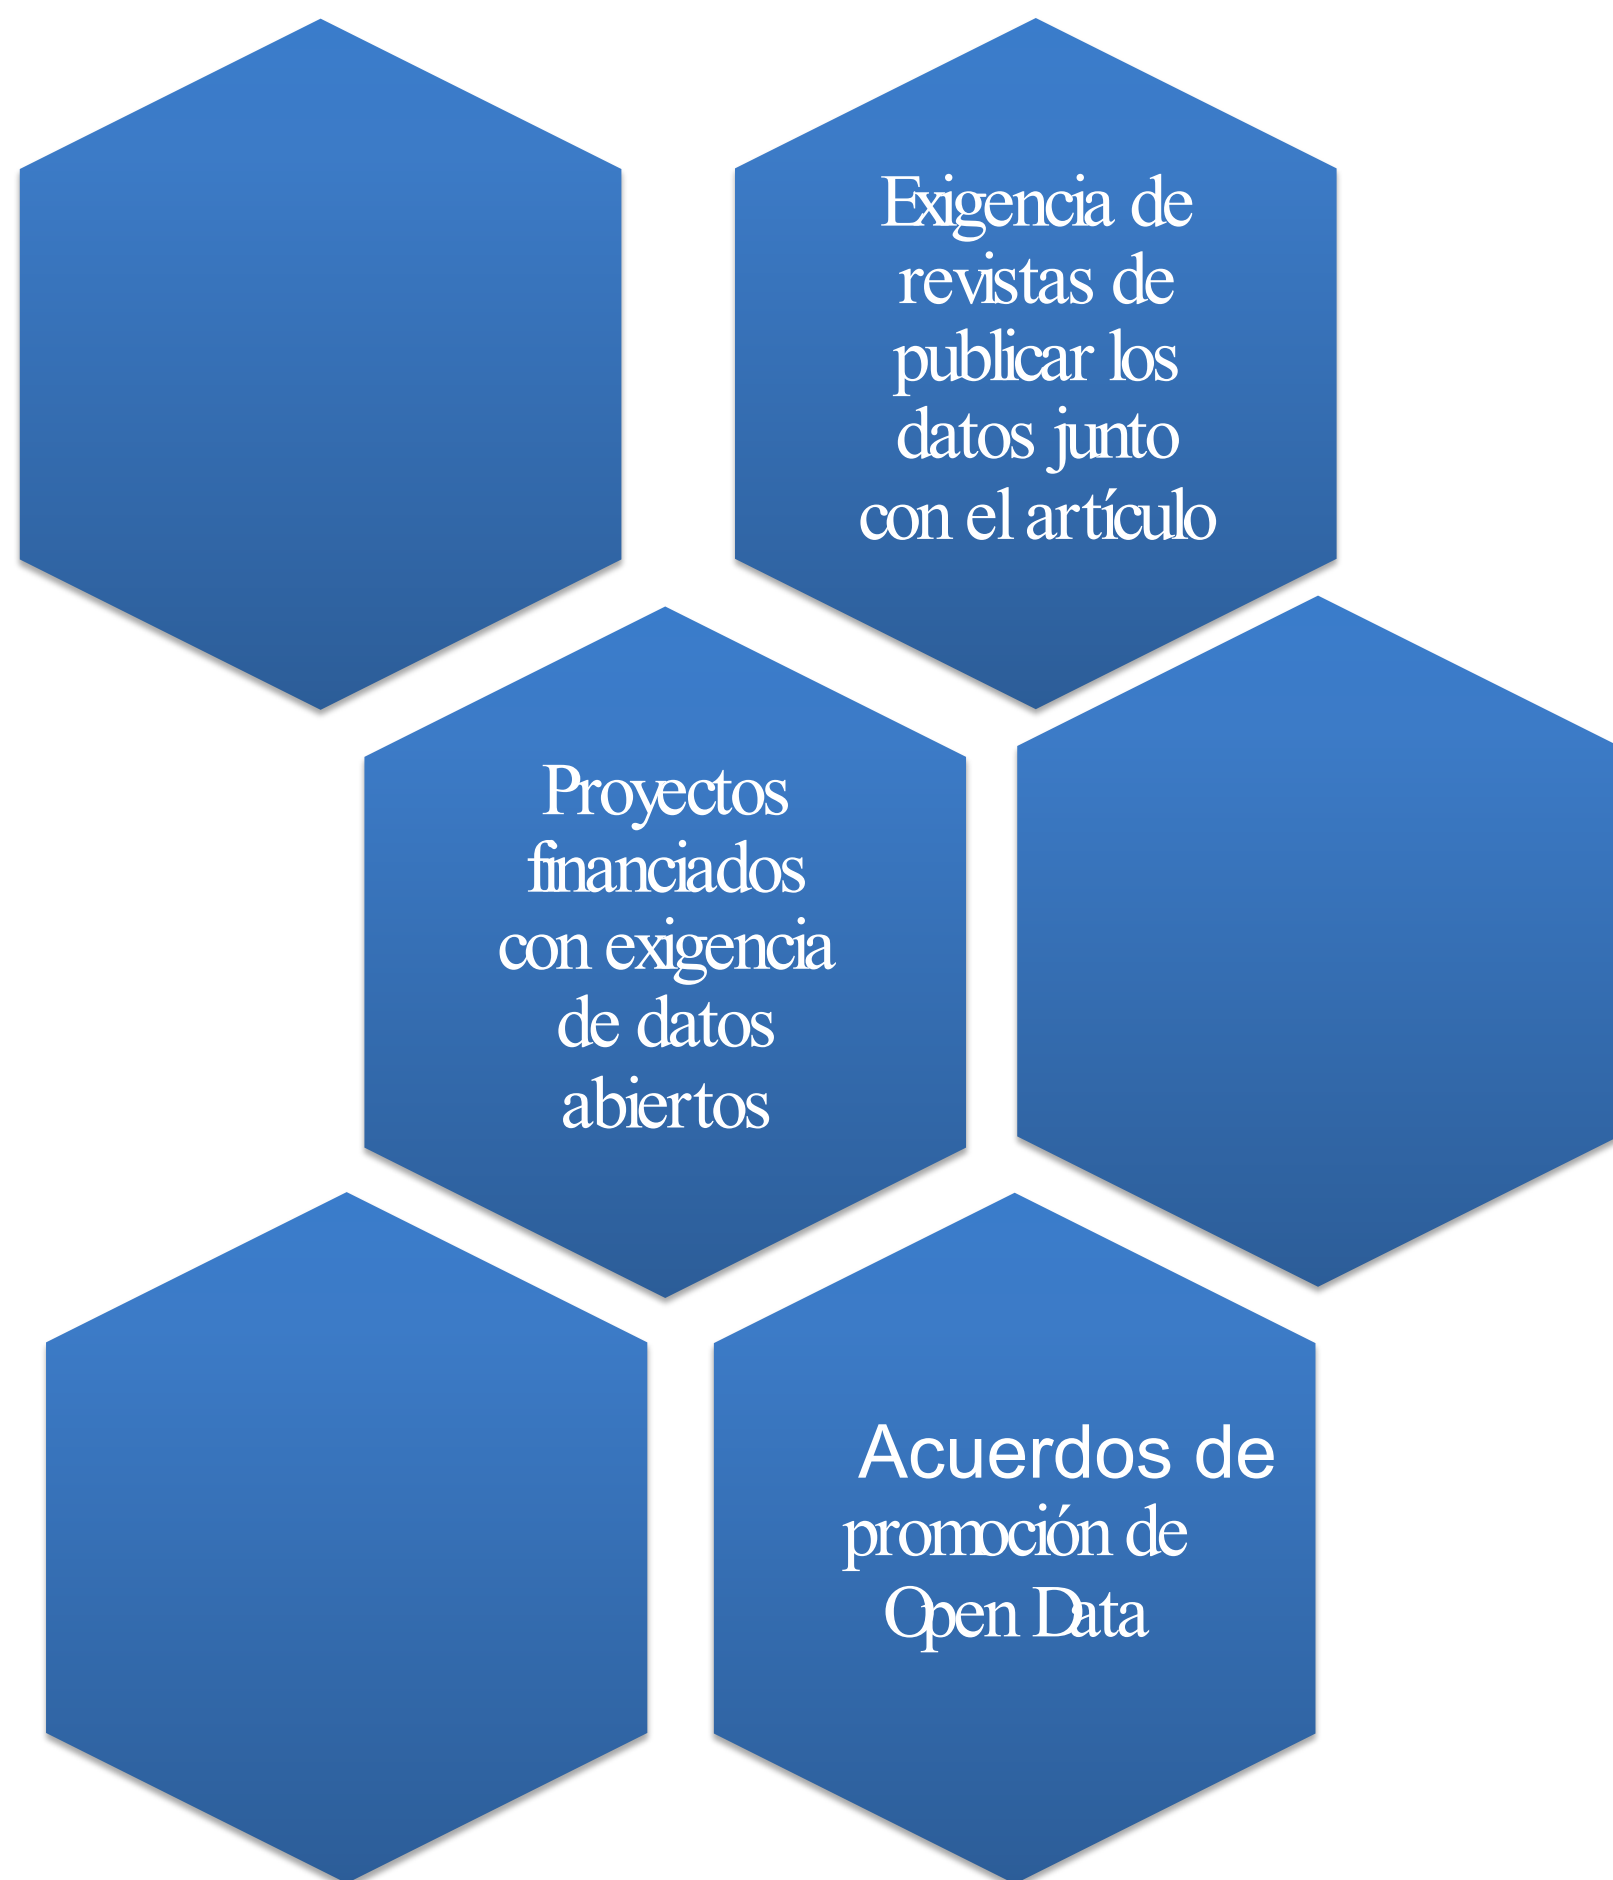 Exigencia de
revistas de
publicar los
datos junto
con el artículo
Proyectos
financiados
con exigencia
de datos
abiertos
Acuerdos de
promoción de
Open Data